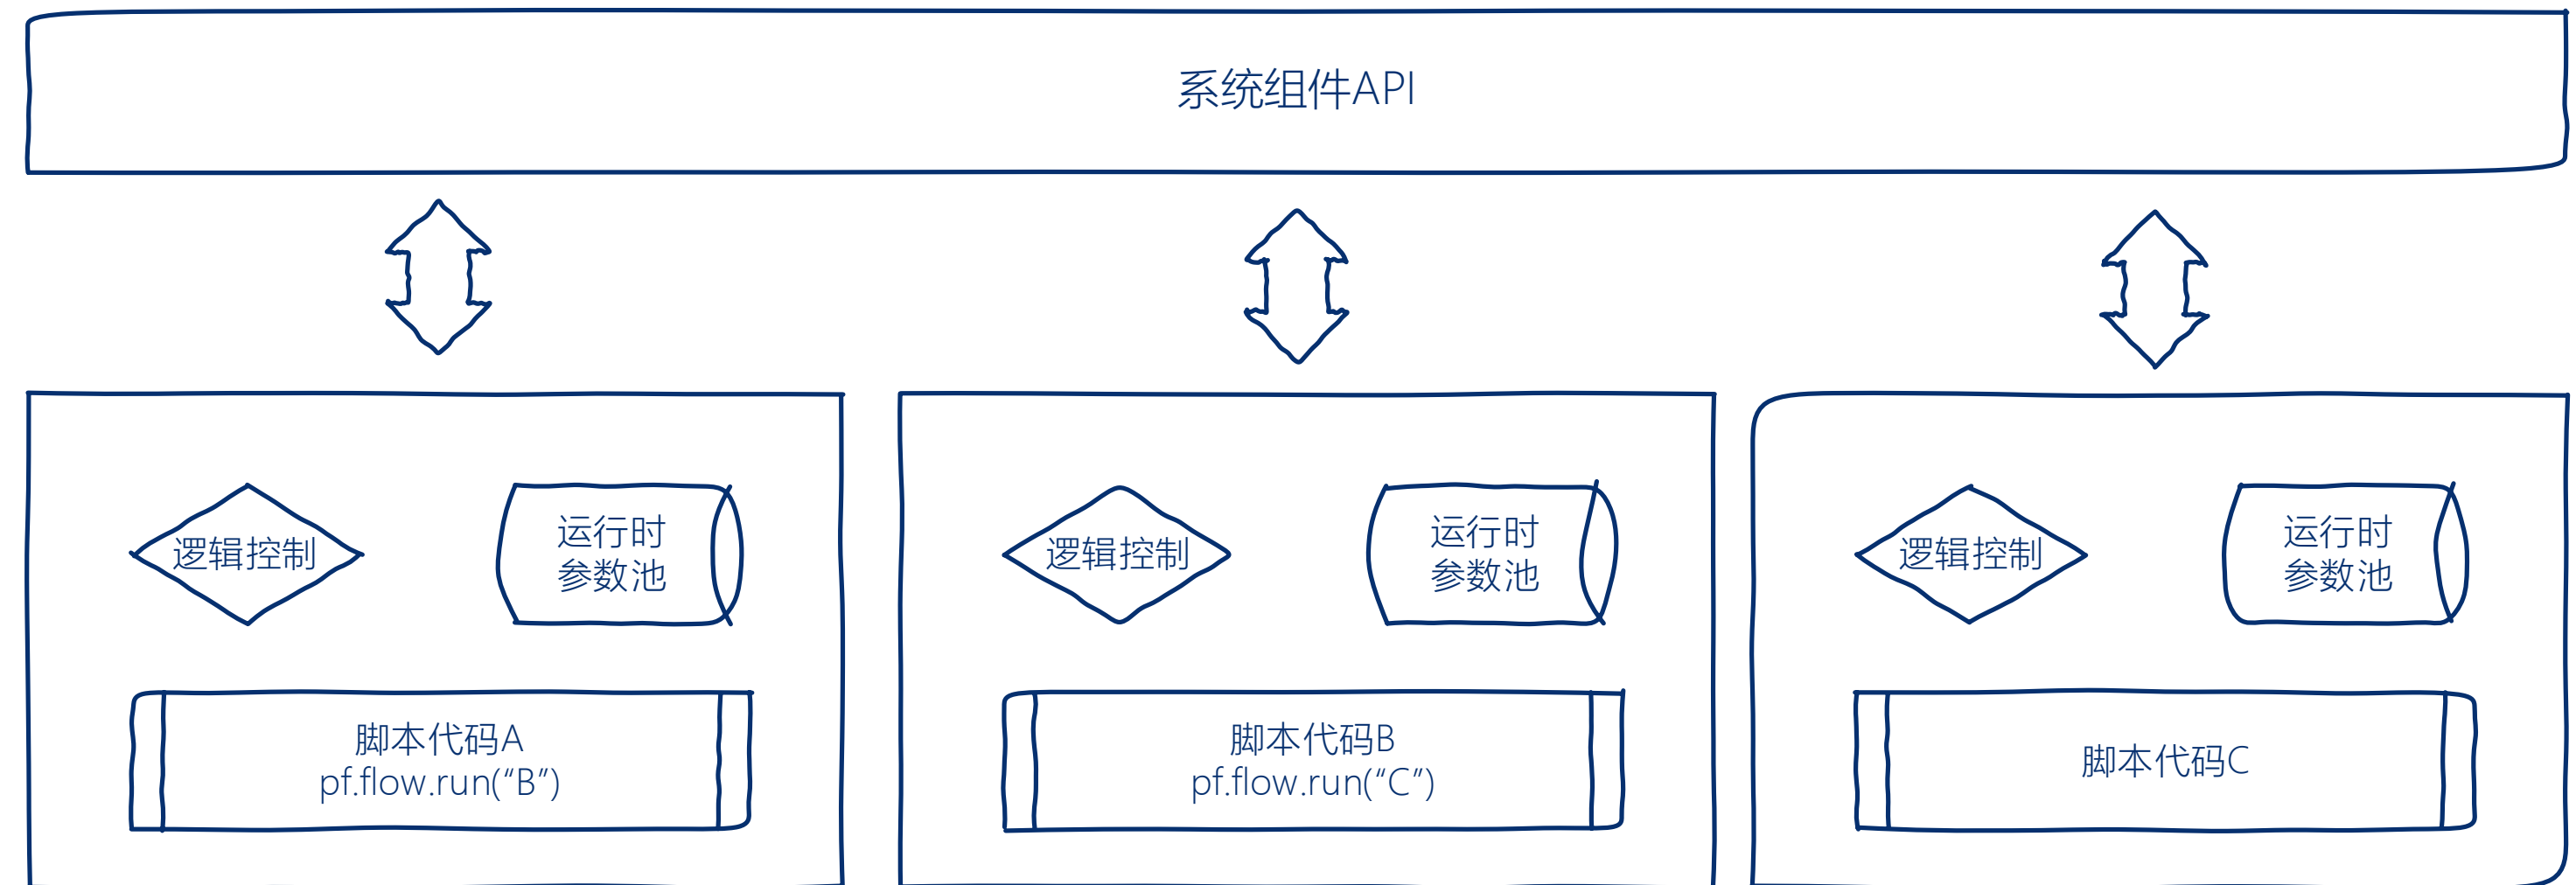 系统组件API
逻辑控制
运行时
参数池
脚本代码A
pf.flow.run(“B”)
逻辑控制
运行时
参数池
脚本代码B
pf.flow.run(“C”)
逻辑控制
运行时
参数池
脚本代码C